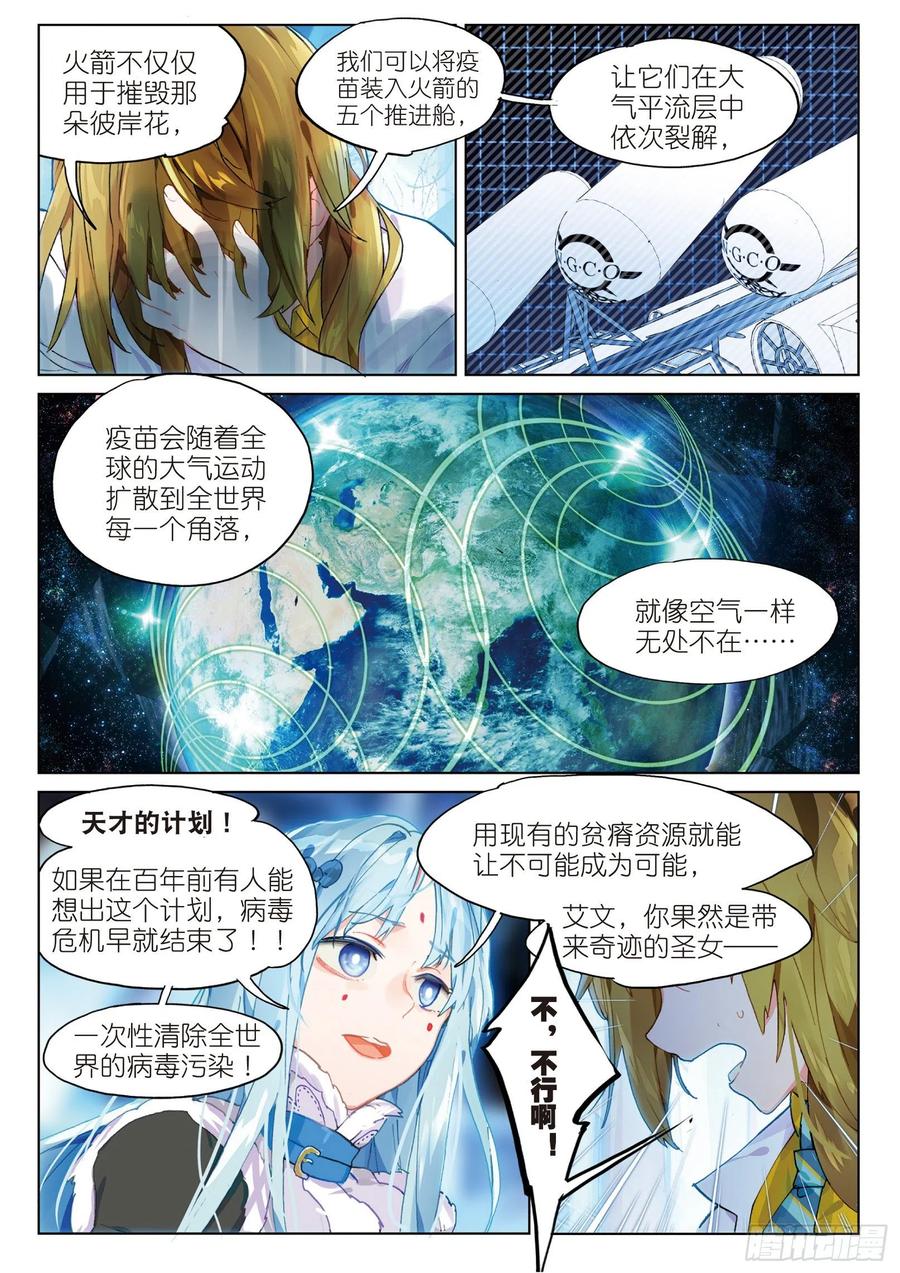 火箭不仅仅
用于摧毁那
朵彼岸花，
我们可以将疫
苗装入火箭的
五个推进舱，
让它们在大
气平流层中
依次裂解，
G·C·O
G·C·O
疫苗会随着全
球的大气运动
扩散到全世界
每一个角落，
就像空气一样
无处不在……
天才的计划！
如果在百年前有人能
想出这个计划，病毒
危机早就结束了！！
一次性清除全世
界的病毒污染！
用现有的贫瘠资源就能
让不可能成为可能，
艾文，你果然是带
来奇迹的圣女——
不，不行啊！
腾讯动漫